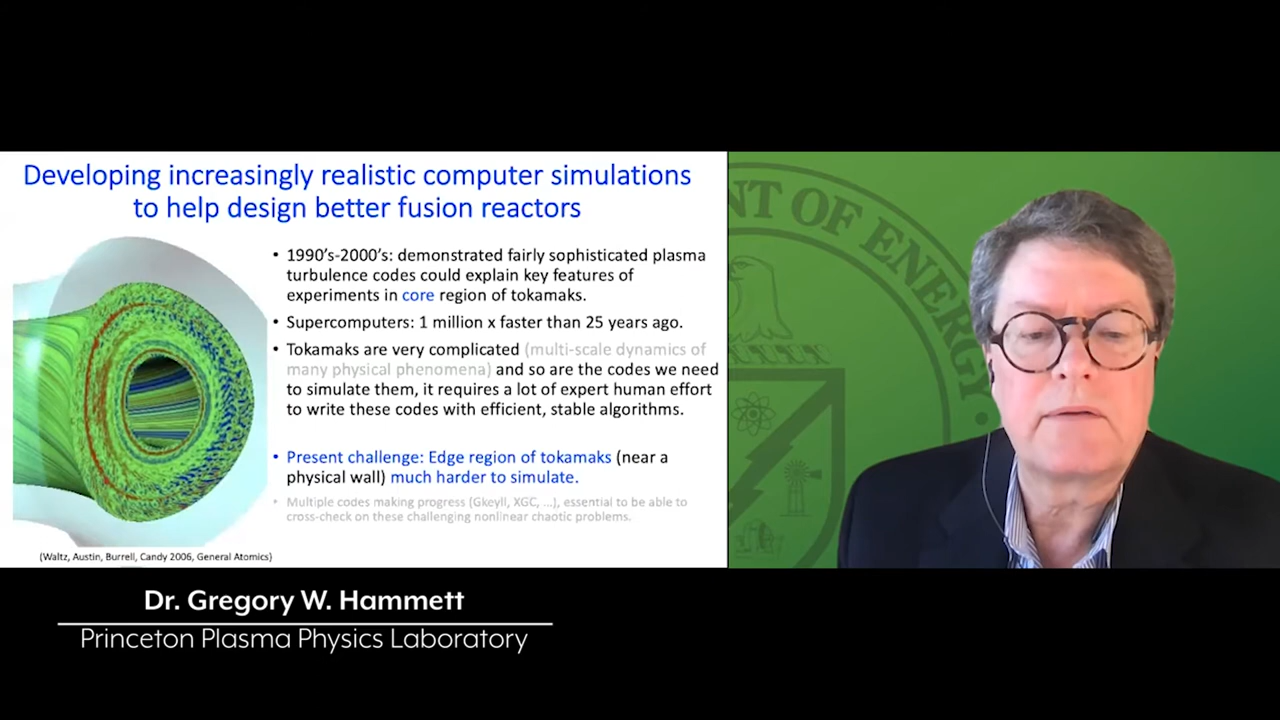 Developing increasingly realistic computer simulations
to help design better fusion reactors
• 1990's-2000's: demonstrated fairly sophisticated plasma
turbulence codes could explain key features of
experiments in core region of tokamaks.
• Supercomputers: 1 million x faster than 25 years ago.
• Tokamaks are very complicated (multi-scale dynamics of
many physical phenomena) and so are the codes we need
to simulate them, it requires a lot of expert human effort
to write these codes with efficient, stable algorithms.
• Present challenge: Edge region of tokamaks (near a
physical wall) much harder to simulate.
• Multiple codes making progress (Gkeyll, XGC, ...), essential to be able to
cross-check on these challenging nonlinear chaotic problems.
(Waltz, Austin, Burrell, Candy 2006, General Atomics)
NT OF ENERGY
Dr. Gregory W. Hammett
Princeton Plasma Physics Laboratory